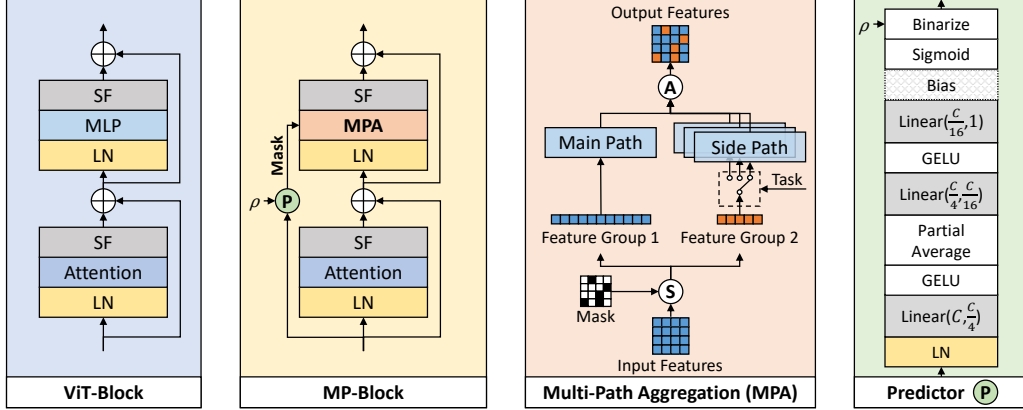 SF
MLP
LN
SF
Attention
LN
ViT-Block
SF
MPA
LN
Mask
ρ
P
SF
Attention
LN
MP-Block
Output Features
A
Main Path
Side Path
Task
Feature Group 1
Feature Group 2
S
Mask
Input Features
Multi-Path Aggregation (MPA)
ρ
Binarize
Sigmoid
Bias
Linear(C/16,1)
GELU
Linear(C/4,C/16)
Partial
Average
GELU
Linear(C,C/4)
LN
Predictor P